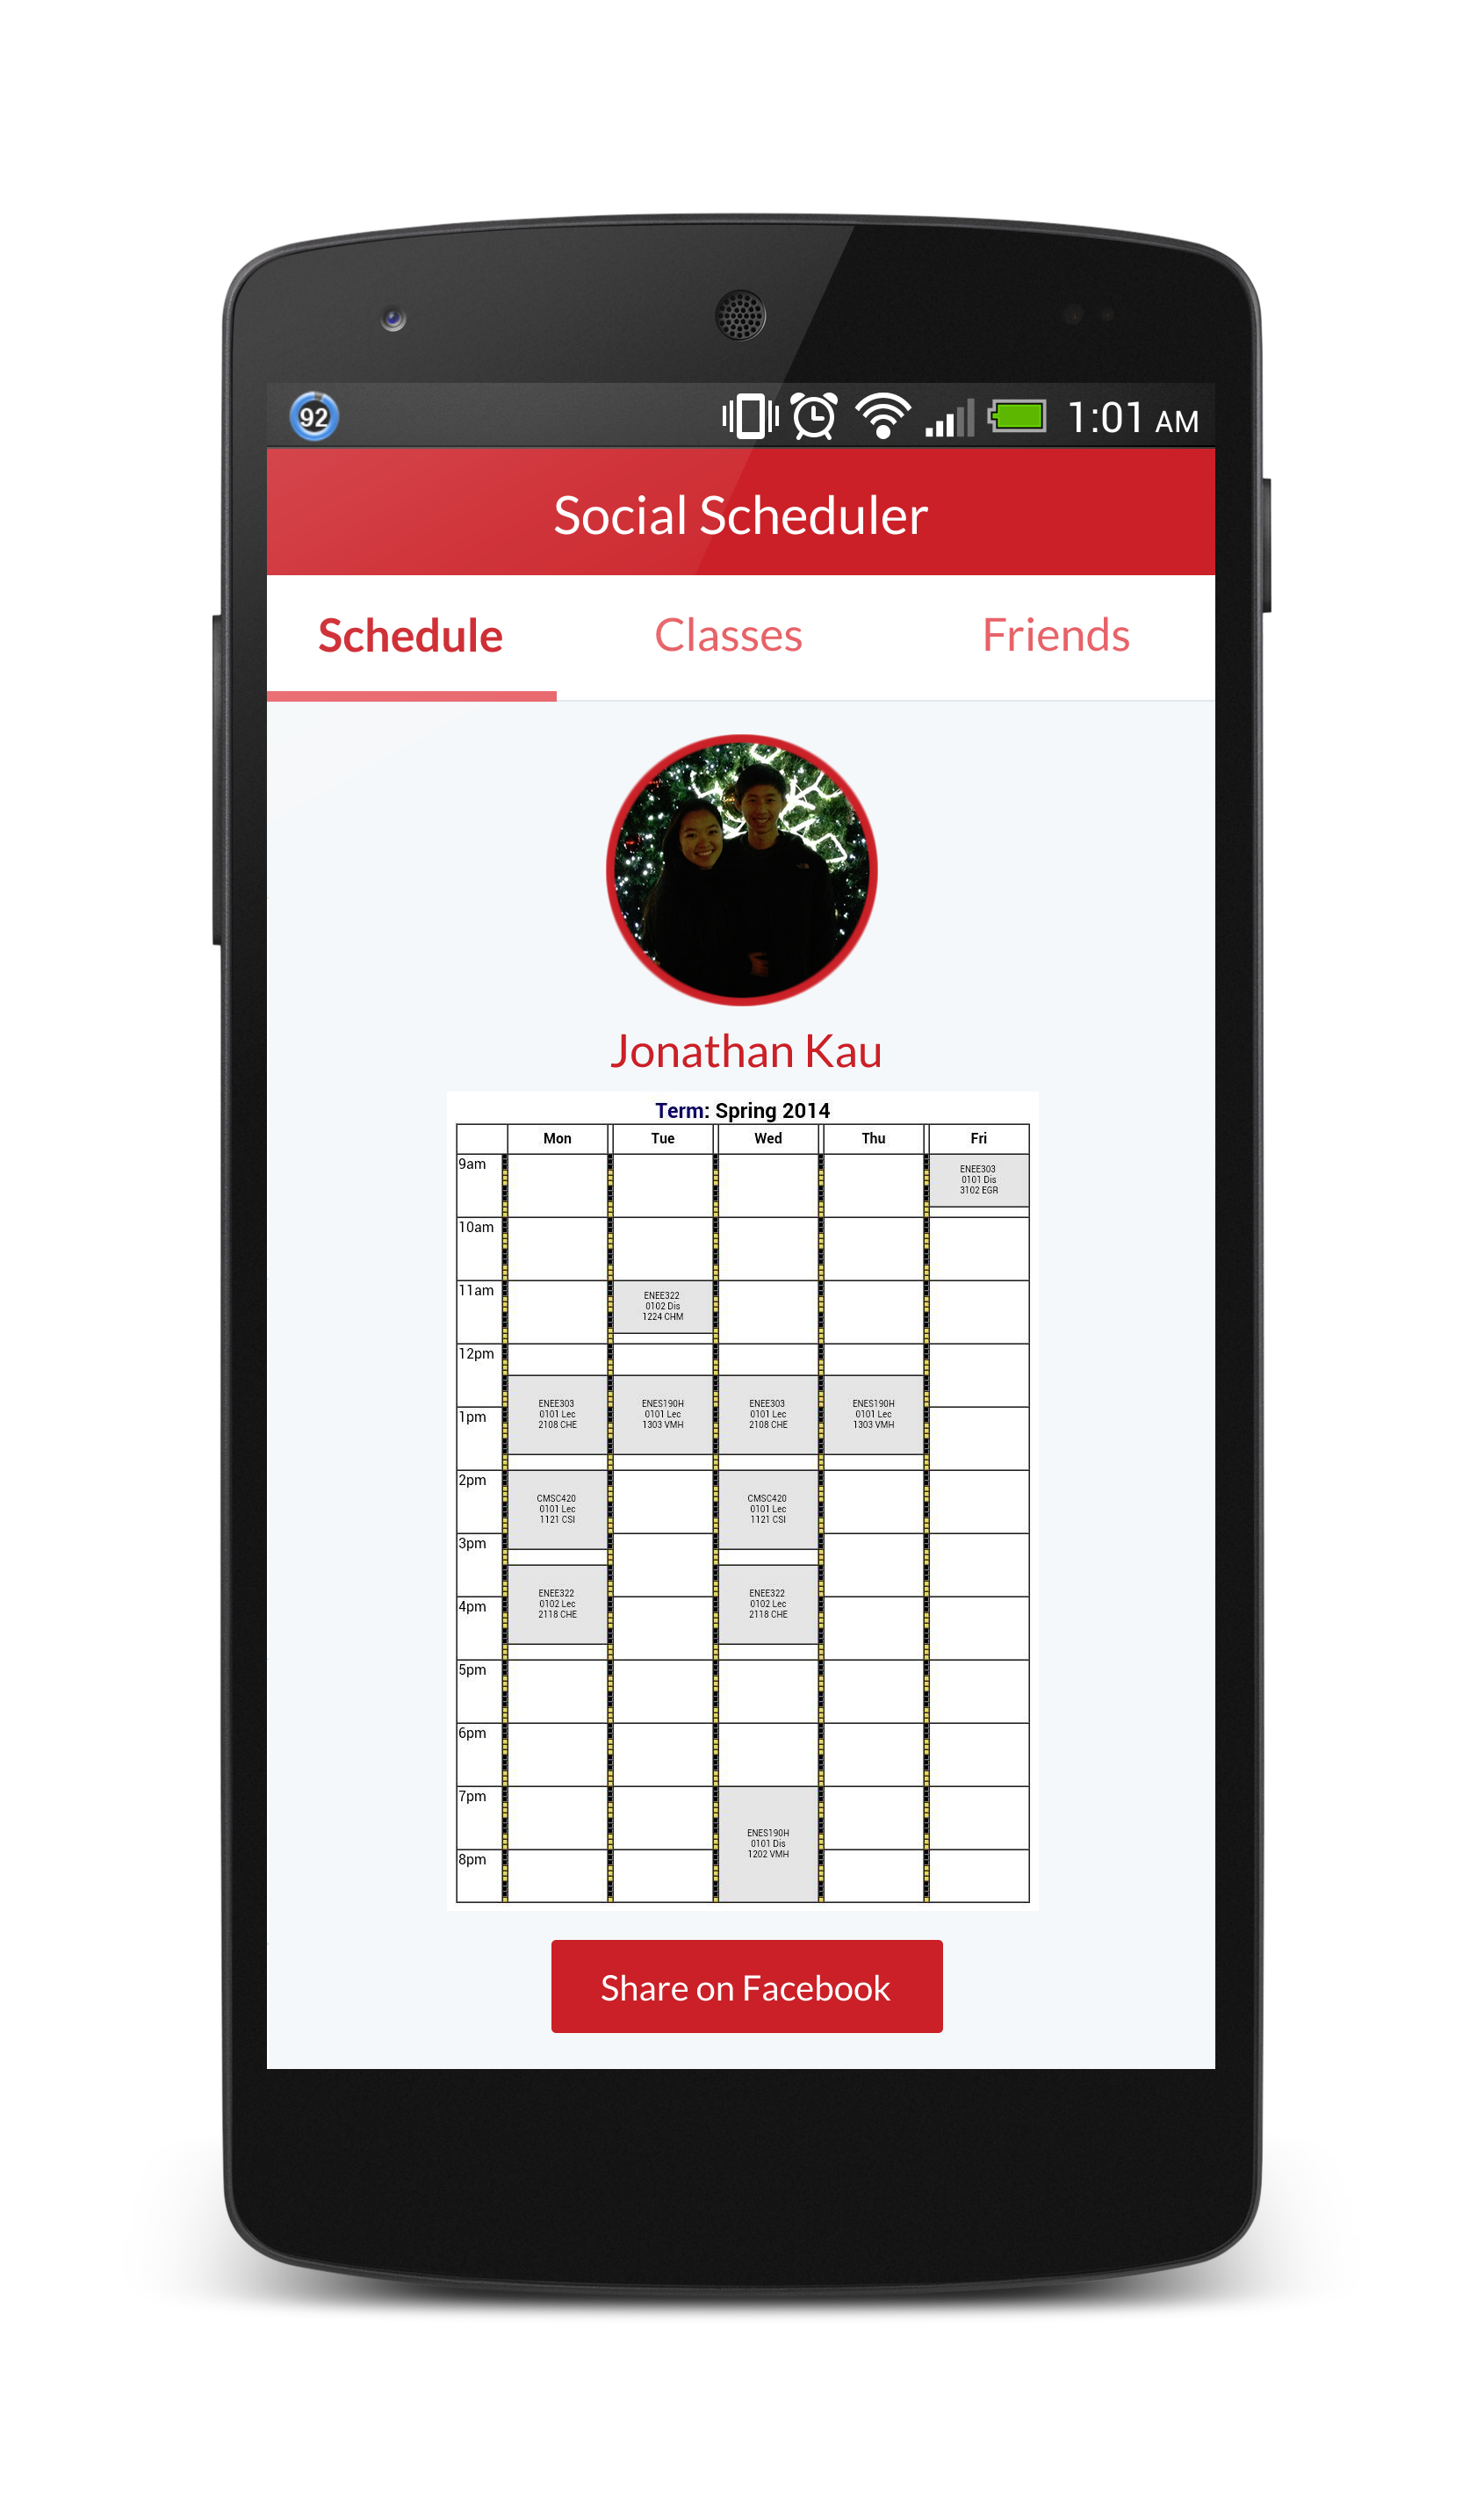 92
1:01 AM
Social Scheduler
Schedule Classes Friends
Jonathan Kau
Term: Spring 2014
Mon Tue Wed Thu Fri
9am
ENEE303
0101 Dis
3102 EGR
10am
11am
ENEE322
0102 Dis
1224 CHM
12pm
ENEE303 ENES190H ENEE303 ENES190H
0101 Lec 0101 Lec 0101 Lec 0101 Lec
2108 CHE 1303 VMH 2108 CHE 1303 VMH
1pm
2pm
CMSC420 CMSC420
0101 Lec 0101 Lec
1121 CSI 1121 CSI
3pm
ENEE322 ENEE322
0102 Lec 0102 Lec
2118 CHE 2118 CHE
4pm
5pm
6pm
7pm
ENES190H
0101 Dis
1202 VMH
8pm
Share on Facebook